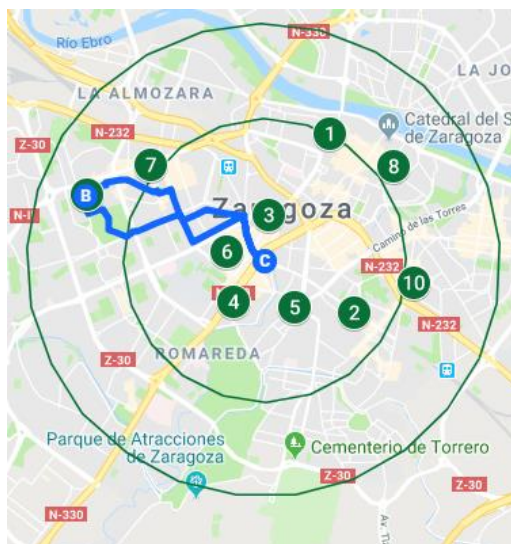 N-330
Río Ebro
LA ALMOZARA
LA JO
N-232
Z-30
Catedral del S
de Zaragoza
1
7
8
B
N-II
Zaragoza
3
Camino de las Torres
6
C
N-232
10
4
5
2
N-232
ROMAREDA
Z-30
Parque de Atracciones
de Zaragoza
Cementerio de Torrero
Z-30
Z-30
N-330